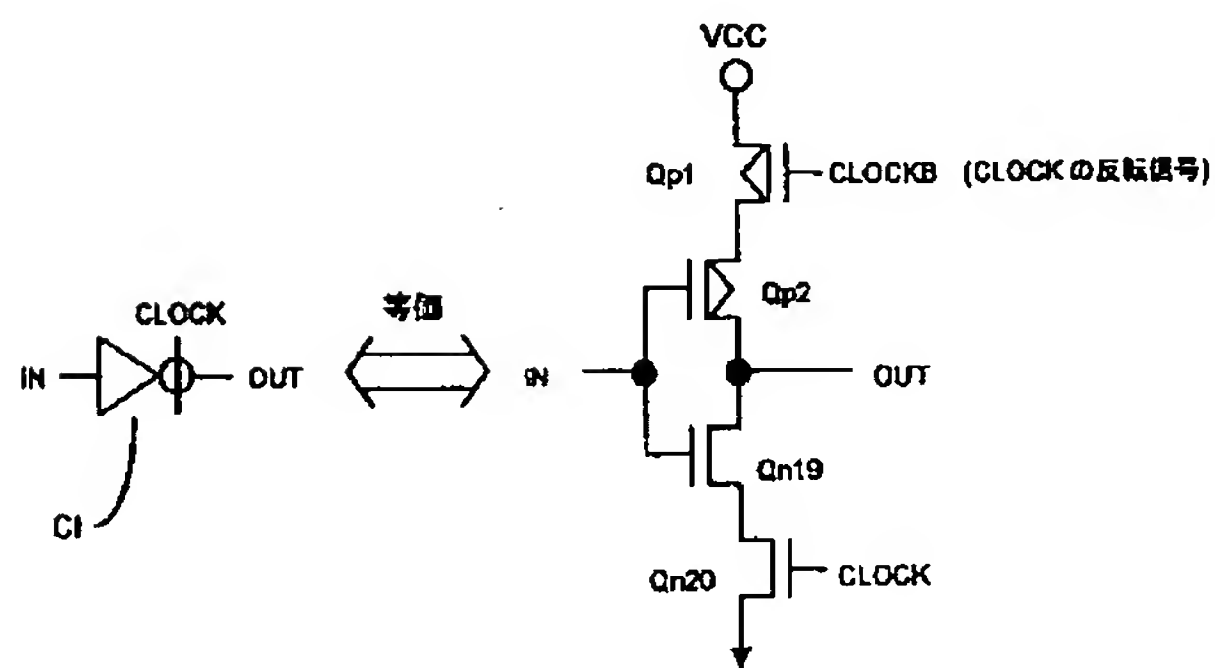 VCC
Qp1
CLOCKB (CLOCKの反転信号)
Qp2
CLOCK
等価
IN
OUT
IN
OUT
Qn19
CI
Qn20
CLOCK